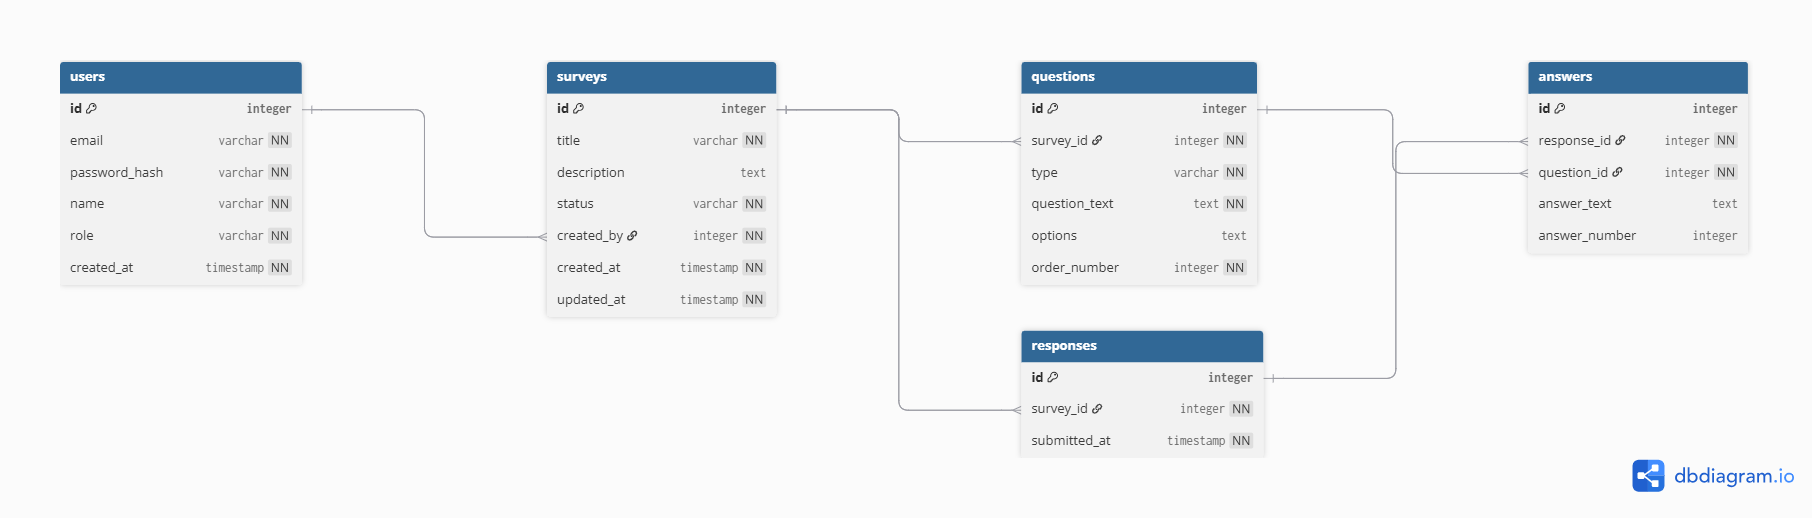 users
id integer
email varchar NN
password_hash varchar NN
name varchar NN
role varchar NN
created_at timestamp NN
surveys
id integer
title varchar NN
description text
status varchar NN
created_by integer NN
created_at timestamp NN
updated_at timestamp NN
questions
id integer
survey_id integer NN
type varchar NN
question_text text NN
options text
order_number integer NN
responses
id integer
survey_id integer NN
submitted_at timestamp NN
answers
id integer
response_id integer NN
question_id integer NN
answer_text text
answer_number integer
dbdiagram.io